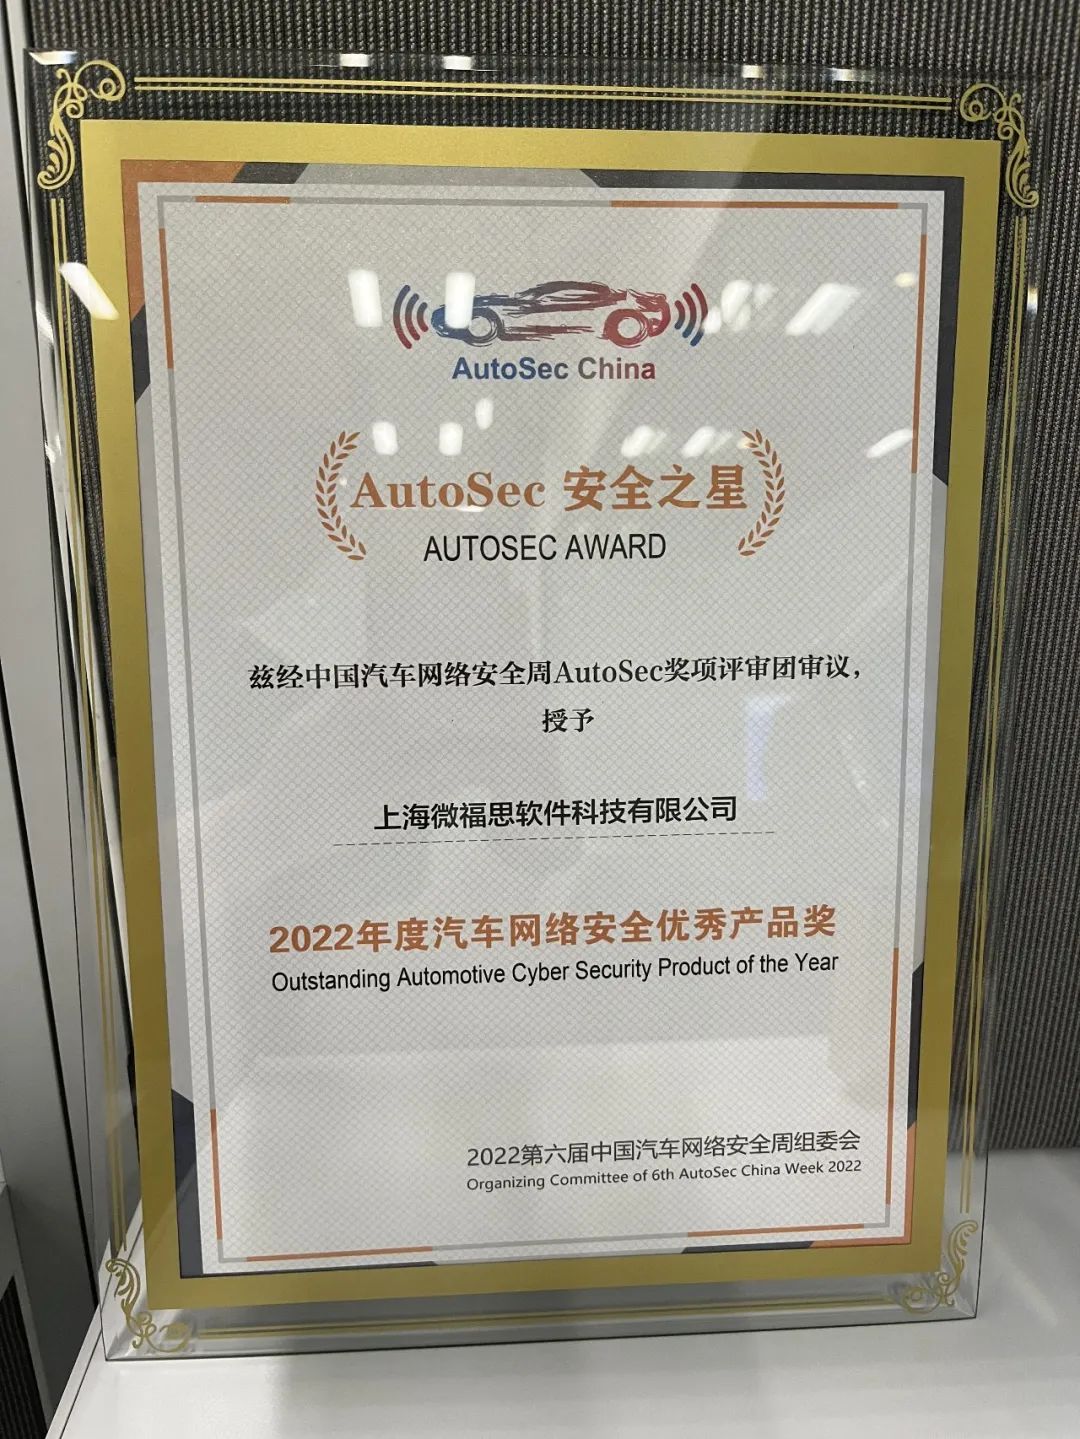 AutoSec China
AutoSec 安全之星
AUTOSEC AWARD
兹经中国汽车网络安全周AutoSec奖项评审团审议，
授予
上海微福思软件科技有限公司
2022年度汽车网络安全优秀产品奖
Outstanding Automotive Cyber Security Product of the Year
2022第六届中国汽车网络安全周组委会
Organizing Committee of 6th AutoSec China Week 2022